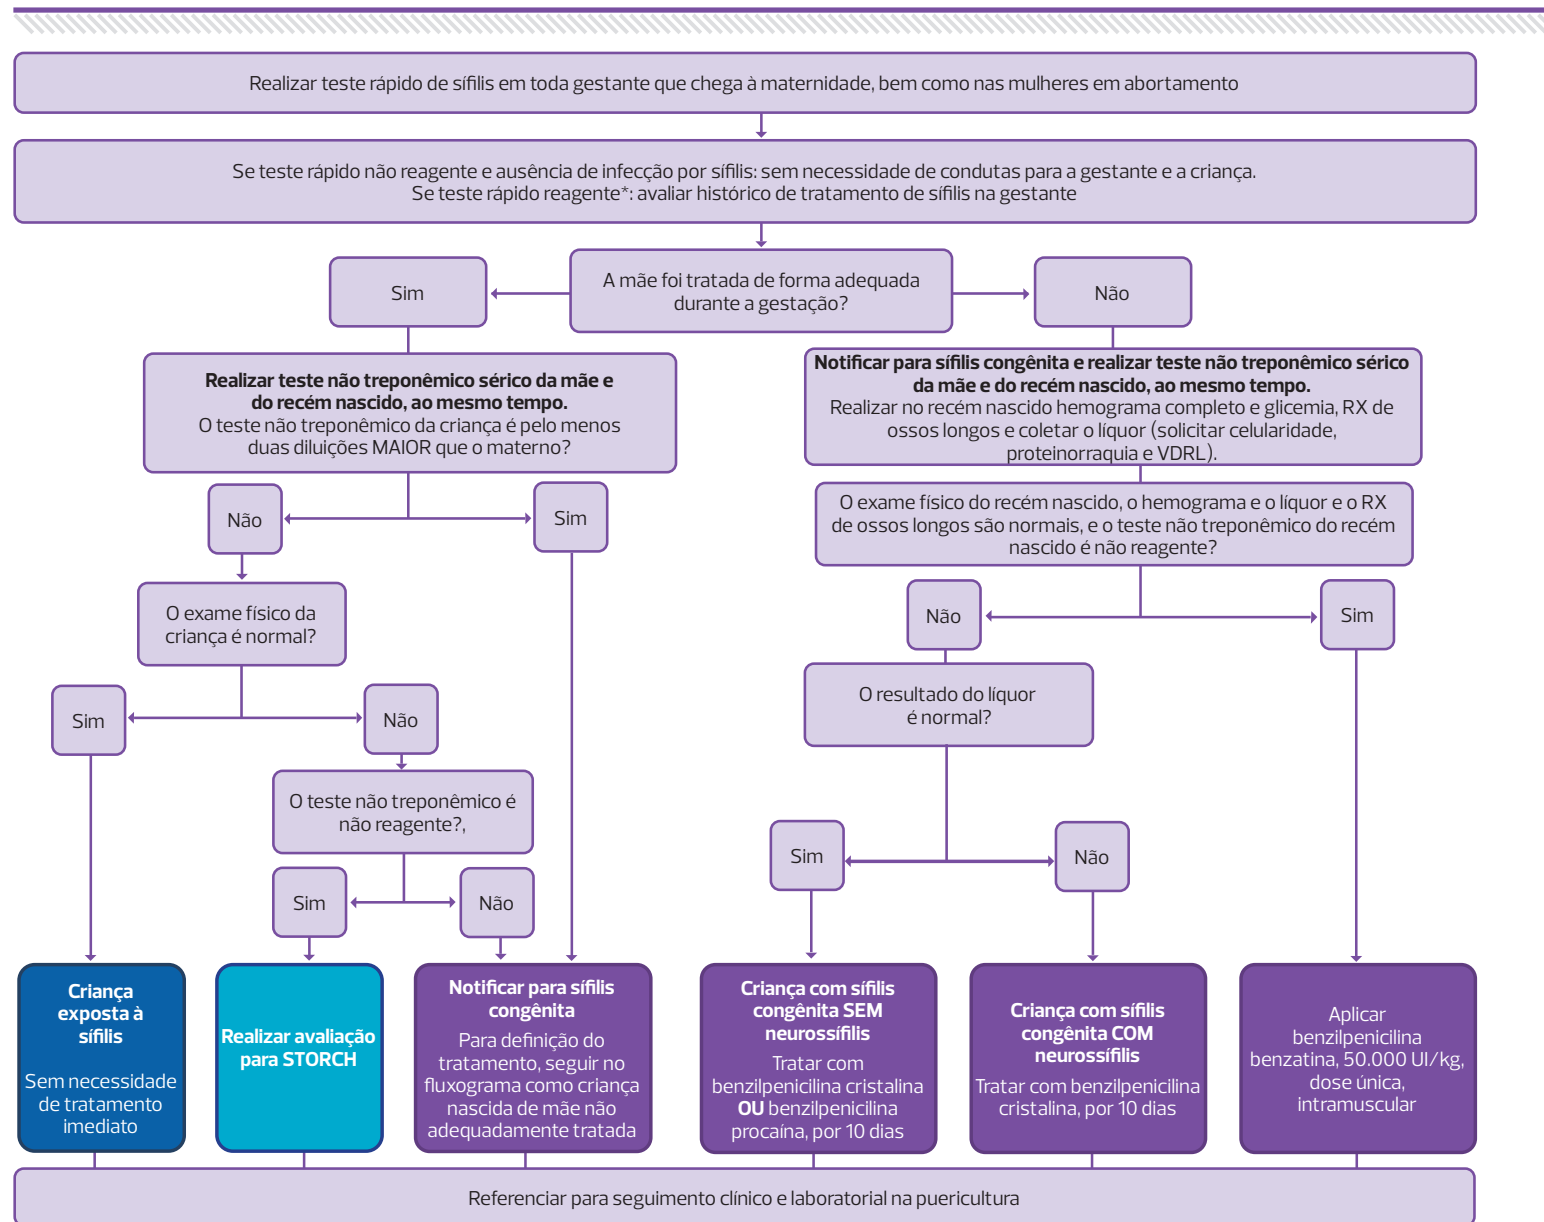 Realizar teste rápido de sífilis em toda gestante que chega à maternidade, bem como nas mulheres em abortamento
Se teste rápido não reagente e ausência de infecção por sífilis: sem necessidade de condutas para a gestante e a criança.
Se teste rápido reagente*: avaliar histórico de tratamento de sífilis na gestante
A mãe foi tratada de forma adequada
durante a gestação?
Sim
Não
Realizar teste não treponêmico sérico da mãe e
do recém nascido, ao mesmo tempo.
O teste não treponêmico da criança é pelo menos
duas diluições MAIOR que o materno?
Não
Sim
O exame físico da
criança é normal?
Sim
Não
O teste não treponêmico é
não reagente?,
Sim
Não
Notificar para sífilis congênita e realizar teste não treponêmico sérico
da mãe e do recém nascido, ao mesmo tempo.
Realizar no recém nascido hemograma completo e glicemia, RX de
ossos longos e coletar o líquor (solicitar celularidade,
proteinorraquia e VDRL).
O exame físico do recém nascido, o hemograma e o líquor e o RX
de ossos longos são normais, e o teste não treponêmico do recém
nascido é não reagente?
Não
Sim
O resultado do líquor
é normal?
Sim
Não
Criança
exposta à
sífilis
Sem necessidade
de tratamento
imediato
Realizar avaliação
para STORCH
Notificar para sífilis
congênita
Para definição do
tratamento, seguir no
fluxograma como criança
nascida de mãe não
adequadamente tratada
Criança com sífilis
congênita SEM
neurossífilis
Tratar com
benzilpenicilina cristalina
OU benzilpenicilina
procaína, por 10 dias
Criança com sífilis
congênita COM
neurossífilis
Tratar com benzilpenicilina
cristalina, por 10 dias
Aplicar
benzilpenicilina
benzatina, 50.000 UI/kg,
dose única,
intramuscular
Referenciar para seguimento clínico e laboratorial na puericultura